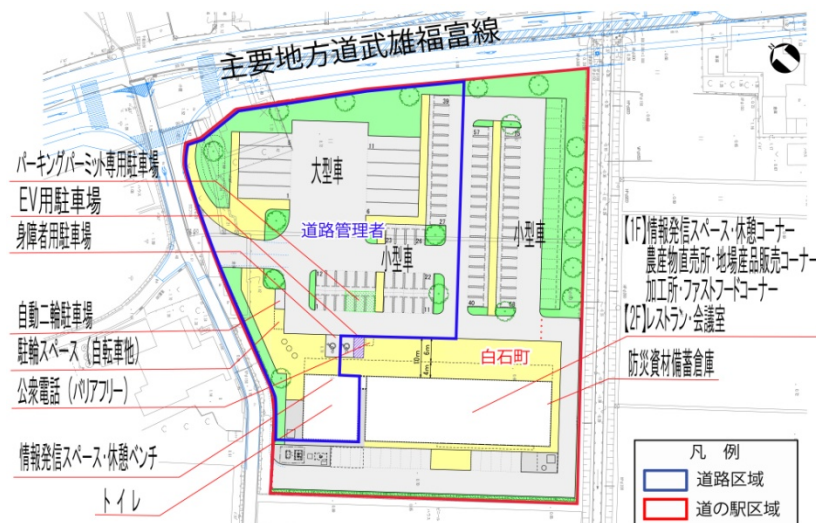 主要地方道武雄福富線
パーキングパーミット専用駐車場
EV用駐車場
身障者用駐車場
自動二輪駐車場
駐輪スペース（自転車他）
公衆電話（バリアフリー）
情報発信スペース・休憩ベンチ
トイレ
大型車
道路管理者
小型車
小型車
白石町
【1F】情報発信スペース・休憩コーナー
農産物直売所・地場産品販売コーナー
加工所・ファストフードコーナー
【2F】レストラン・会議室
防災資材備蓄倉庫
凡 例
道路区域
道の駅区域